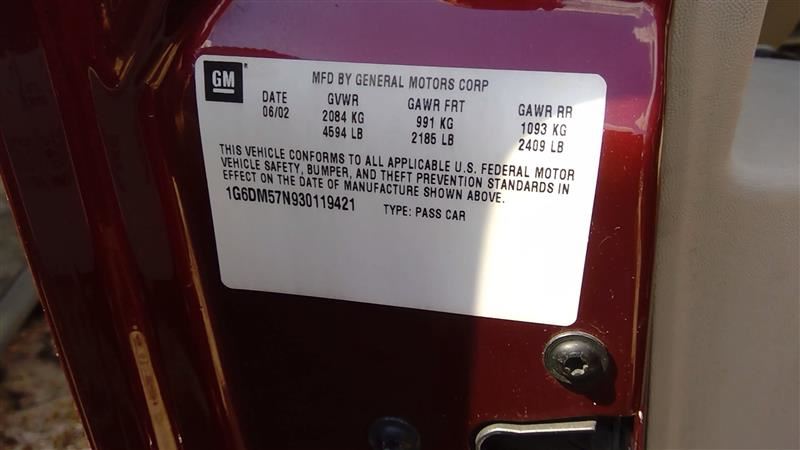 GM
MFD BY GENERAL MOTORS CORP
DATE GVWR GAWR FRT GAWR RR
06/02 2084 KG 991 KG 1093 KG
4594 LB 2185 LB 2409 LB
THIS VEHICLE CONFORMS TO ALL APPLICABLE U.S. FEDERAL MOTOR
VEHICLE SAFETY, BUMPER, AND THEFT PREVENTION STANDARDS IN
EFFECT ON THE DATE OF MANUFACTURE SHOWN ABOVE.
1G6DM57N930119421 TYPE: PASS CAR